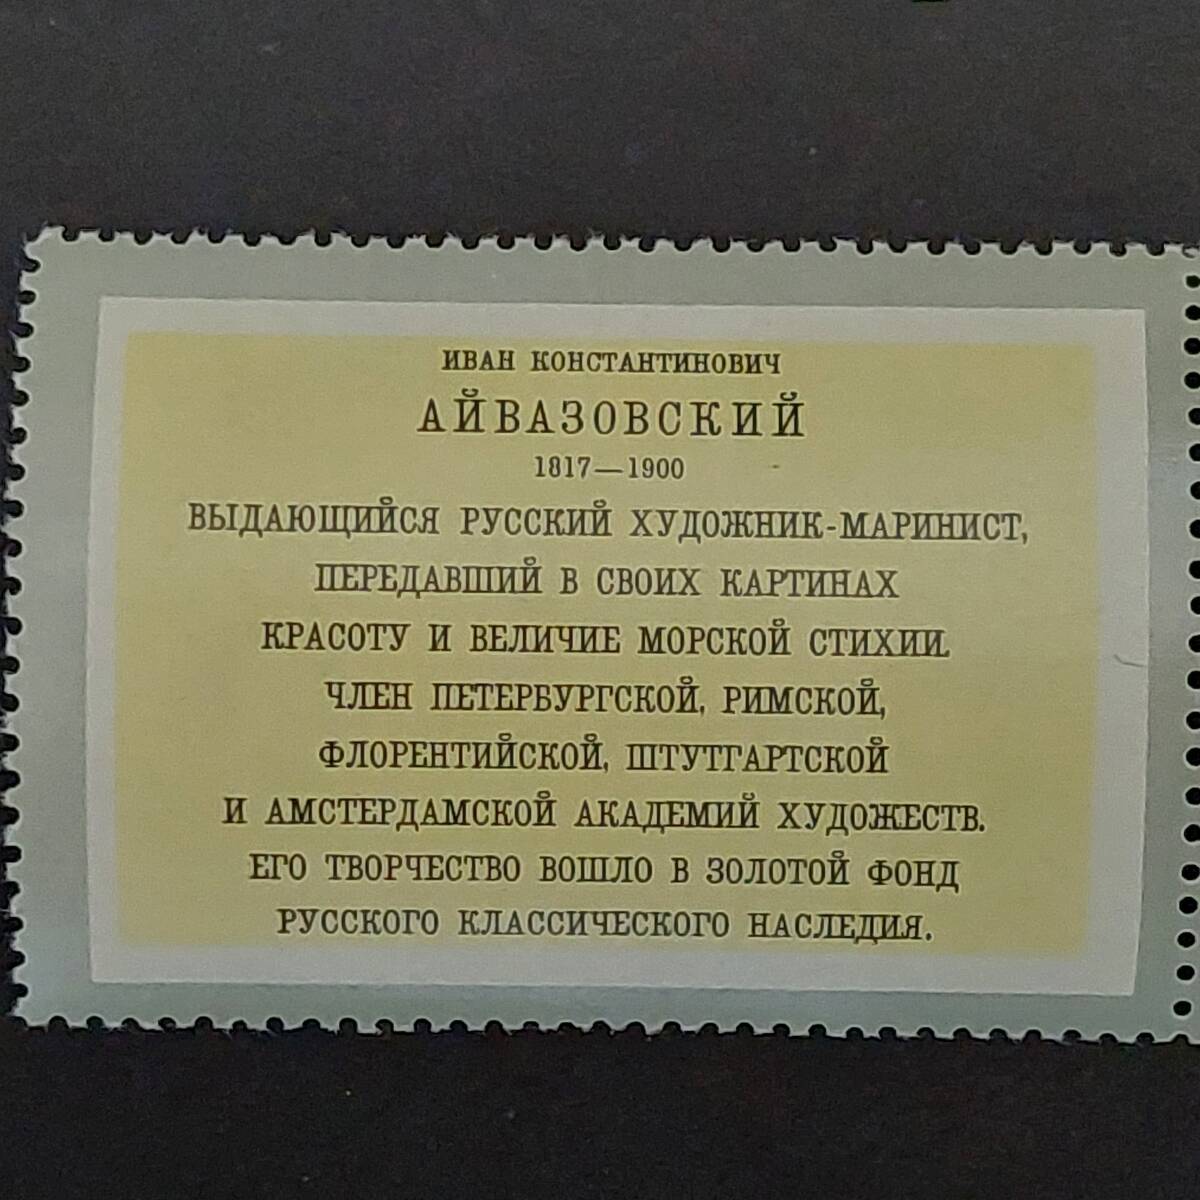 ИВАН КОНСТАНТИНОВИЧ
АЙВАЗОВСКИЙ
1817—1900
ВЫДАЮЩИЙСЯ РУССКИЙ ХУДОЖНИК-МАРИНИСТ,
ПЕРЕДАВШИЙ В СВОИХ КАРТИНАХ
КРАСОТУ И ВЕЛИЧИЕ МОРСКОЙ СТИХИИ.
ЧЛЕН ПЕТЕРБУРГСКОЙ, РИМСКОЙ,
ФЛОРЕНТИЙСКОЙ, ШТУТГАРТСКОЙ
И АМСТЕРДАМСКОЙ АКАДЕМИЙ ХУДОЖЕСТВ.
ЕГО ТВОРЧЕСТВО ВОШЛО В ЗОЛОТОЙ ФОНД
РУССКОГО КЛАССИЧЕСКОГО НАСЛЕДИЯ.